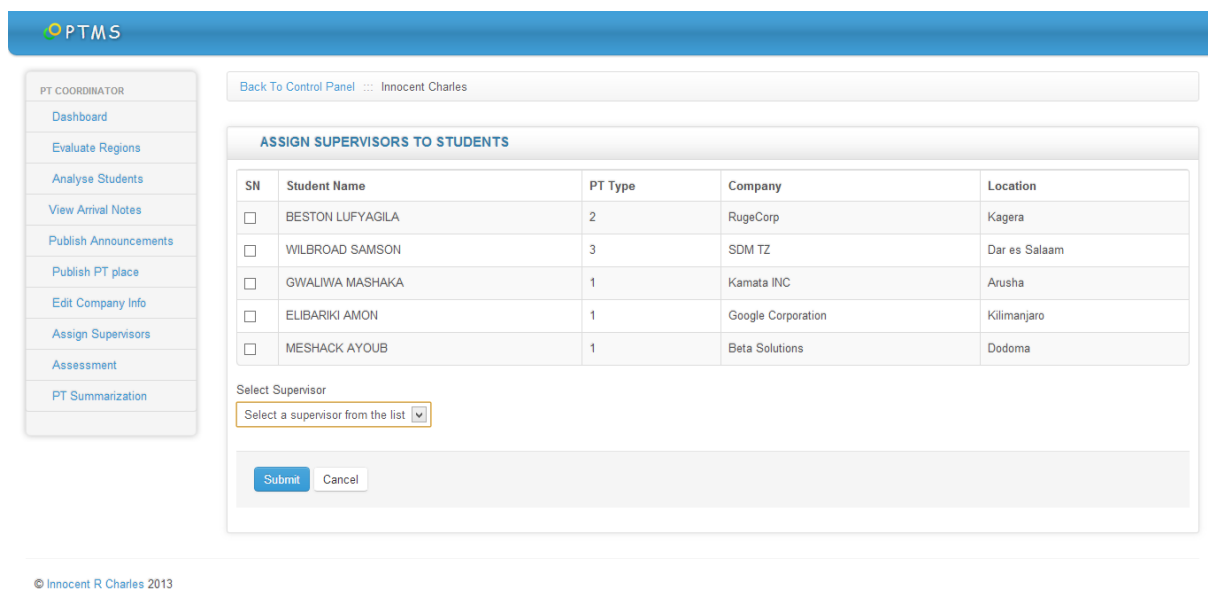 PTMS
PT COORDINATOR
Dashboard
Evaluate Regions
Analyse Students
View Arrival Notes
Publish Announcements
Publish PT place
Edit Company Info
Assign Supervisors
Assessment
PT Summarization
Back To Control Panel ::: Innocent Charles
ASSIGN SUPERVISORS TO STUDENTS
SN Student Name PT Type Company Location
BESTON LUFYAGILA 2 RugeCorp Kagera
WILBROAD SAMSON 3 SDM TZ Dar es Salaam
GWALIWA MASHAKA 1 Kamata INC Arusha
ELIBARIKI AMON 1 Google Corporation Kilimanjaro
MESHACK AYOUB 1 Beta Solutions Dodoma
Select Supervisor
Select a supervisor from the list
Submit Cancel
© Innocent R Charles 2013